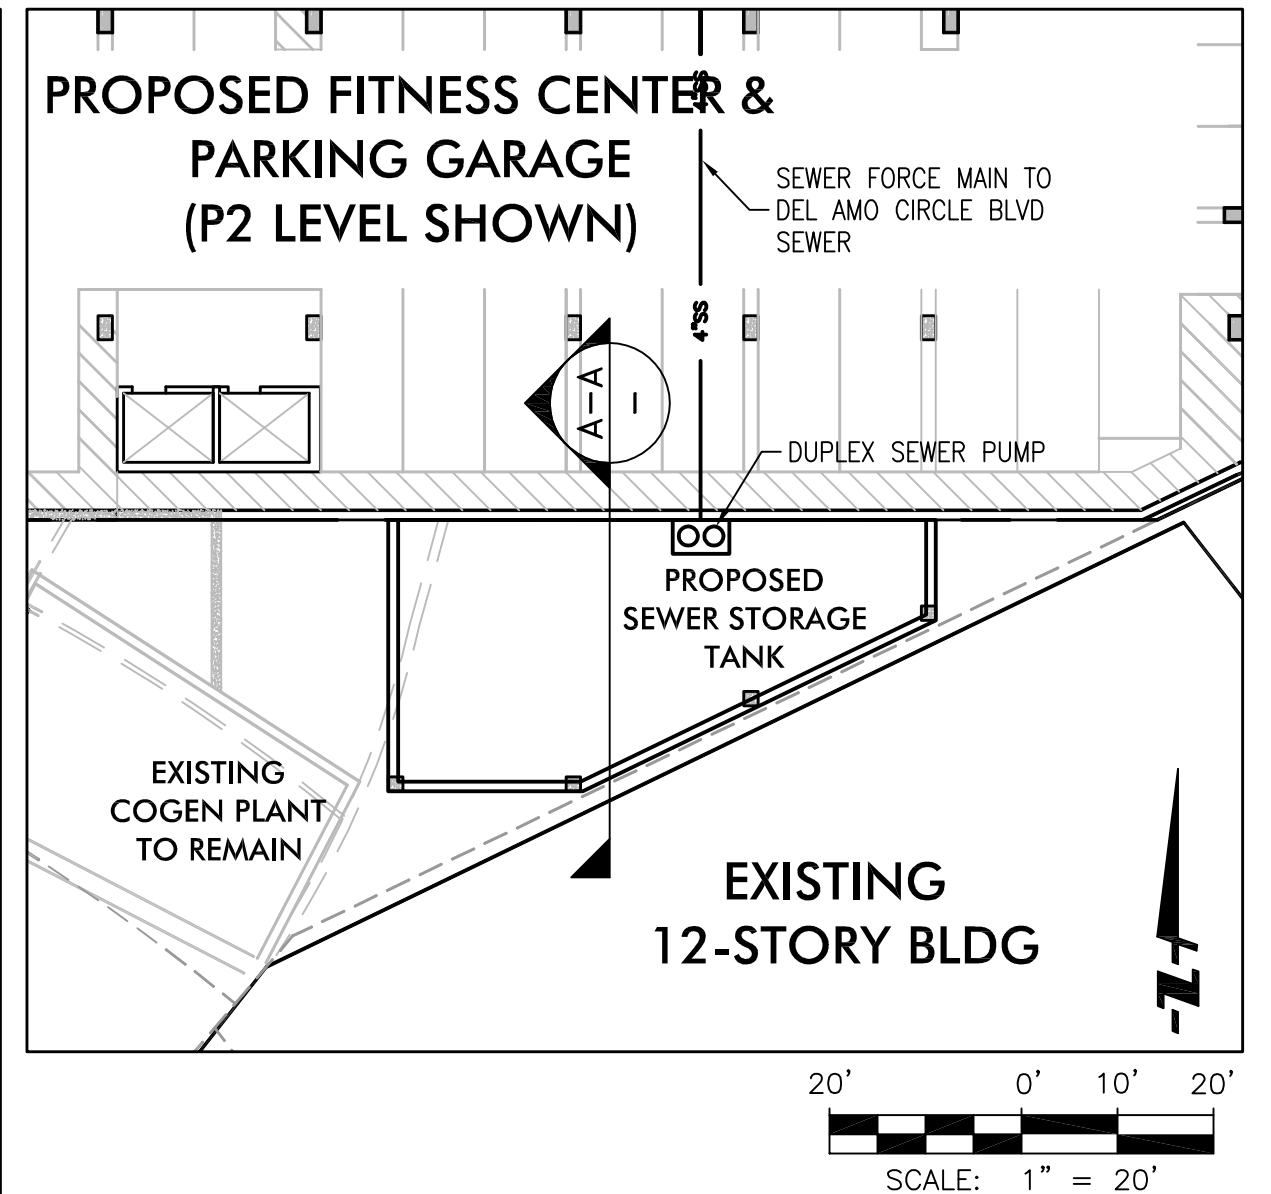 PROPOSED FITNESS CENTER &
PARKING GARAGE
(P2 LEVEL SHOWN)
4"SS
SEWER FORCE MAIN TO
DEL AMO CIRCLE BLVD
SEWER
4"SS
A-A
-
DUPLEX SEWER PUMP
PROPOSED
SEWER STORAGE
TANK
EXISTING
COGEN PLANT
TO REMAIN
EXISTING
12-STORY BLDG
N
20' 0' 10' 20'
SCALE: 1" = 20'